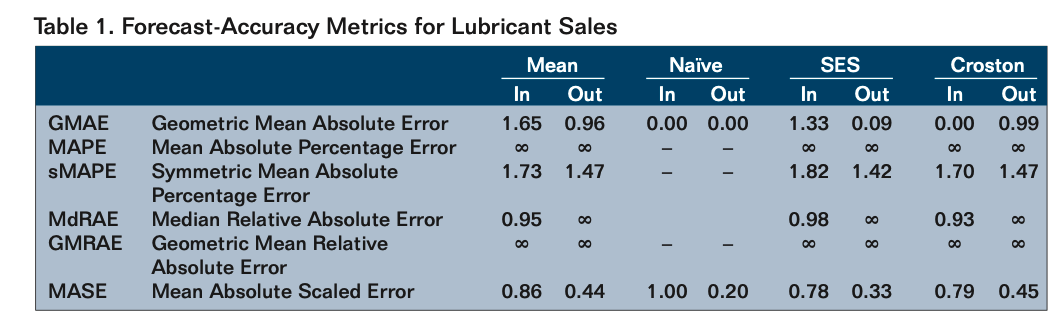 Table 1. Forecast-Accuracy Metrics for Lubricant Sales
Mean Naïve SES Croston
In Out In Out In Out In Out
GMAE Geometric Mean Absolute Error 1.65 0.96 0.00 0.00 1.33 0.09 0.00 0.99
MAPE Mean Absolute Percentage Error ∞ ∞ – – ∞ ∞ ∞ ∞
sMAPE Symmetric Mean Absolute 1.73 1.47 – – 1.82 1.42 1.70 1.47
Percentage Error
MdRAE Median Relative Absolute Error 0.95 ∞ 0.98 ∞ 0.93 ∞
GMRAE Geometric Mean Relative ∞ ∞ – – ∞ ∞ ∞ ∞
Absolute Error
MASE Mean Absolute Scaled Error 0.86 0.44 1.00 0.20 0.78 0.33 0.79 0.45